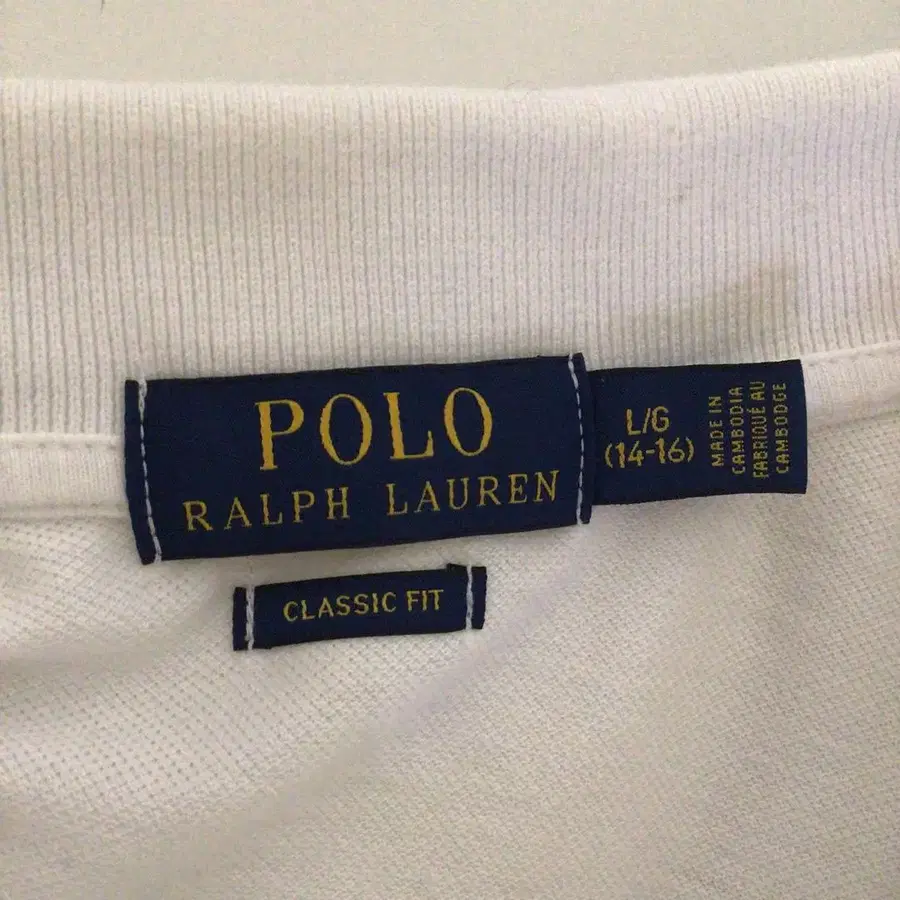 POLO
RALPH LAUREN
L/G
(14-16)
MADE IN
CAMBODIA
FABRIQUÉ AU
CAMBODGE
CLASSIC FIT